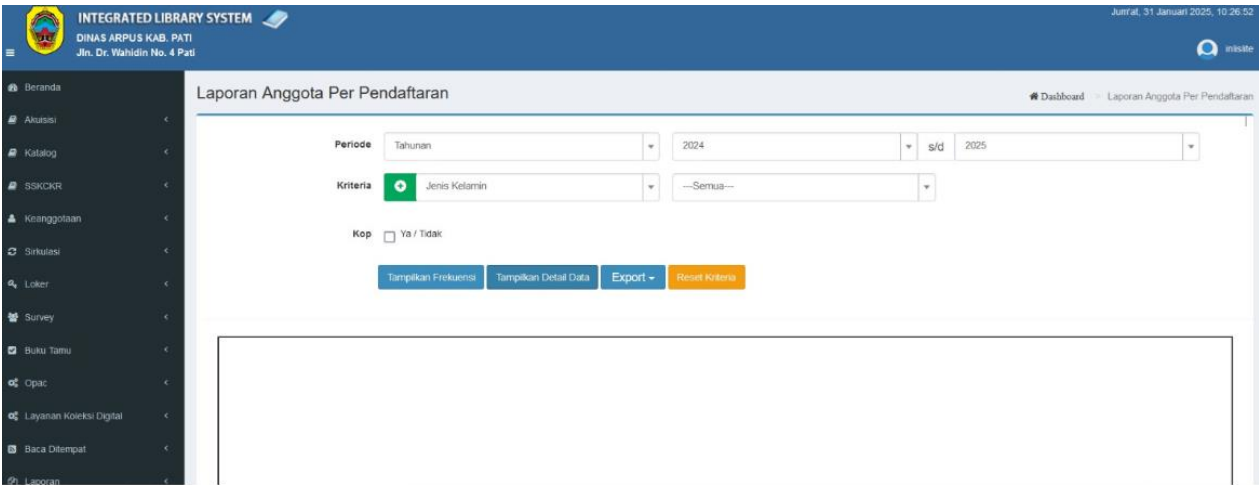 Jum'at, 31 Januari 2025, 10:26:52
INTEGRATED LIBRARY SYSTEM
DINAS ARPUS KAB. PATI
Jln. Dr. Wahidin No. 4 Pati
inlislite
Beranda
Akuisisi
Katalog
SSKCKR
Keanggotaan
Sirkulasi
Loker
Survey
Buku Tamu
Opac
Layanan Koleksi Digital
Baca Ditempat
Laporan
Laporan Anggota Per Pendaftaran
Dashboard > Laporan Anggota Per Pendaftaran
Periode Tahunan 2024 s/d 2025
Kriteria Jenis Kelamin ---Semua---
Kop Ya / Tidak
Tampilkan Frekuensi Tampilkan Detail Data Export Reset Kriteria